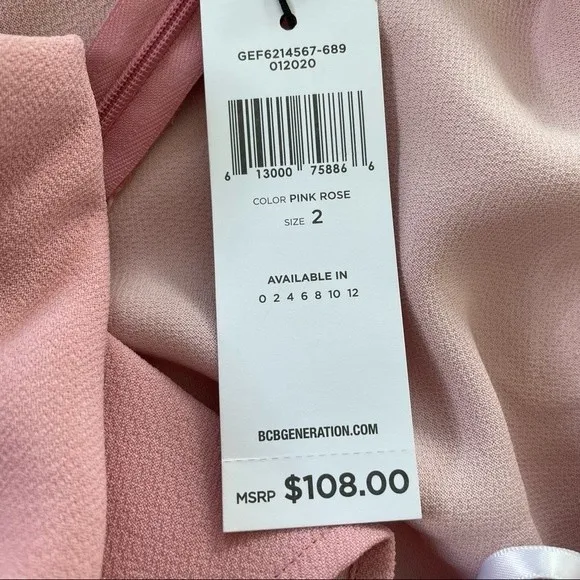 GEF6214567-689
012020
6 13000 75886 6
COLOR PINK ROSE
SIZE 2
AVAILABLE IN
0 2 4 6 8 10 12
BCBGENERATION.COM
MSRP $108.00